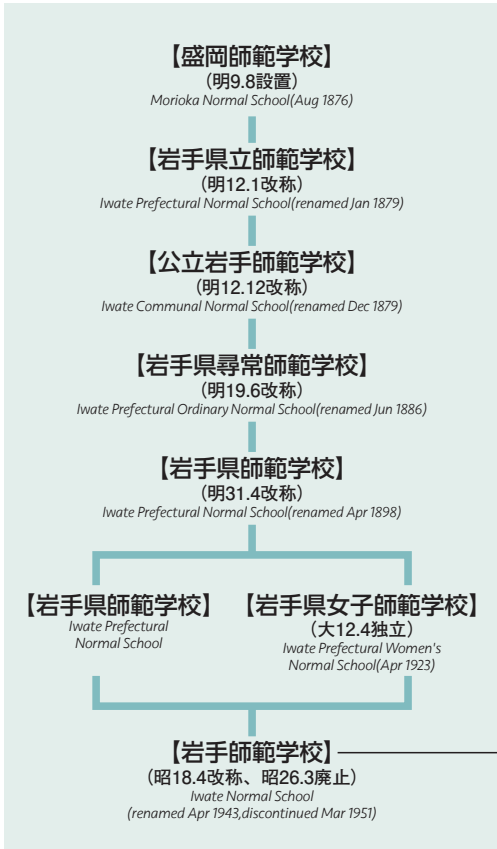 【盛岡師範学校】
(明9.8設置)
Morioka Normal School(Aug 1876)
【岩手県立師範学校】
(明12.1改称)
Iwate Prefectural Normal School(renamed Jan 1879)
【公立岩手師範学校】
(明12.12改称)
Iwate Communal Normal School(renamed Dec 1879)
【岩手県尋常師範学校】
(明19.6改称)
Iwate Prefectural Ordinary Normal School(renamed Jun 1886)
【岩手県師範学校】
(明31.4改称)
Iwate Prefectural Normal School(renamed Apr 1898)
【岩手県師範学校】
Iwate Prefectural
Normal School
【岩手県女子師範学校】
(大12.4独立)
Iwate Prefectural Women's
Normal School(Apr 1923)
【岩手師範学校】
(昭18.4改称、昭26.3廃止)
Iwate Normal School
(renamed Apr 1943,discontinued Mar 1951)